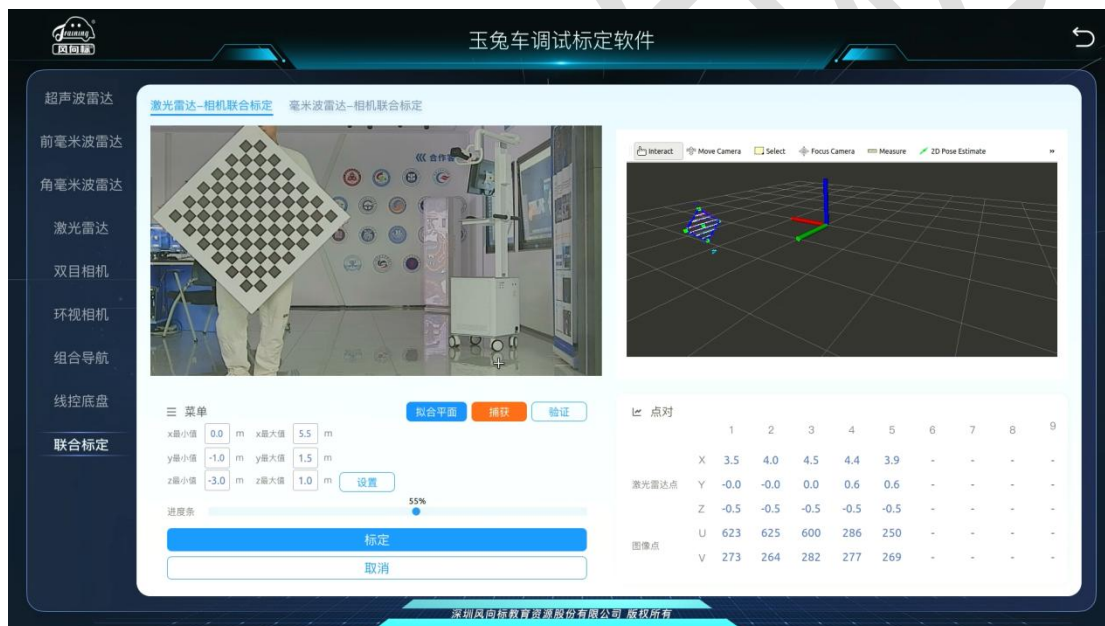 Training
风向标
玉兔车调试标定软件
超声波雷达
前毫米波雷达
角毫米波雷达
激光雷达
双目相机
环视相机
组合导航
线控底盘
联合标定
激光雷达-相机联合标定 毫米波雷达-相机联合标定
《《 合作
Interact Move Camera Select Focus Camera Measure 2D Pose Estimate »
菜单 拟合平面 捕获 验证
x最小值 0.0 m x最大值 5.5 m
y最小值 -1.0 m y最大值 1.5 m
z最小值 -3.0 m z最大值 1.0 m 设置
55%
进度条
标定
取消
点对
1 2 3 4 5 6 7 8 9
X 3.5 4.0 4.5 4.4 3.9 - - - -
激光雷达点 Y -0.0 -0.0 0.0 0.6 0.6 - - - -
Z -0.5 -0.5 -0.5 -0.5 -0.5 - - - -
图像点
U 623 625 600 286 250 - - - -
V 273 264 282 277 269 - - - -
深圳风向标教育资源股份有限公司 版权所有